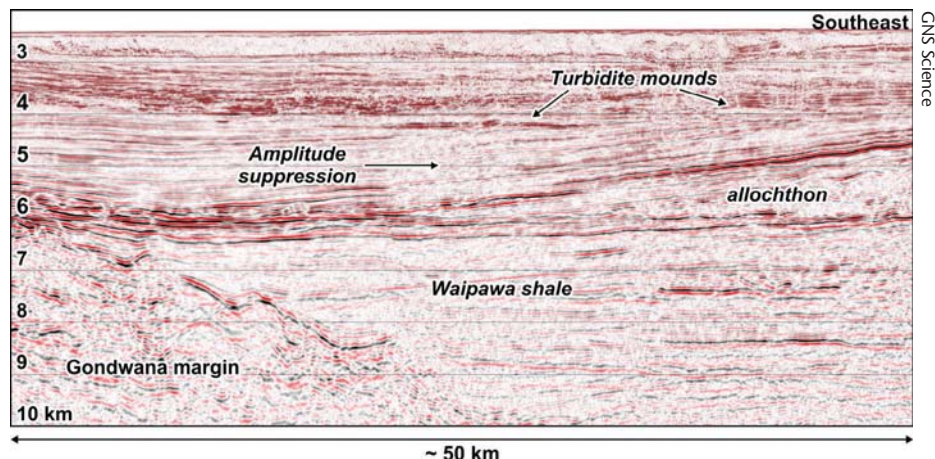 Southeast
GNS Science
3
Turbidite mounds
4
5
Amplitude
suppression
allochthon
6
7
Waipawa shale
8
9
Gondwana margin
10 km
~ 50 km